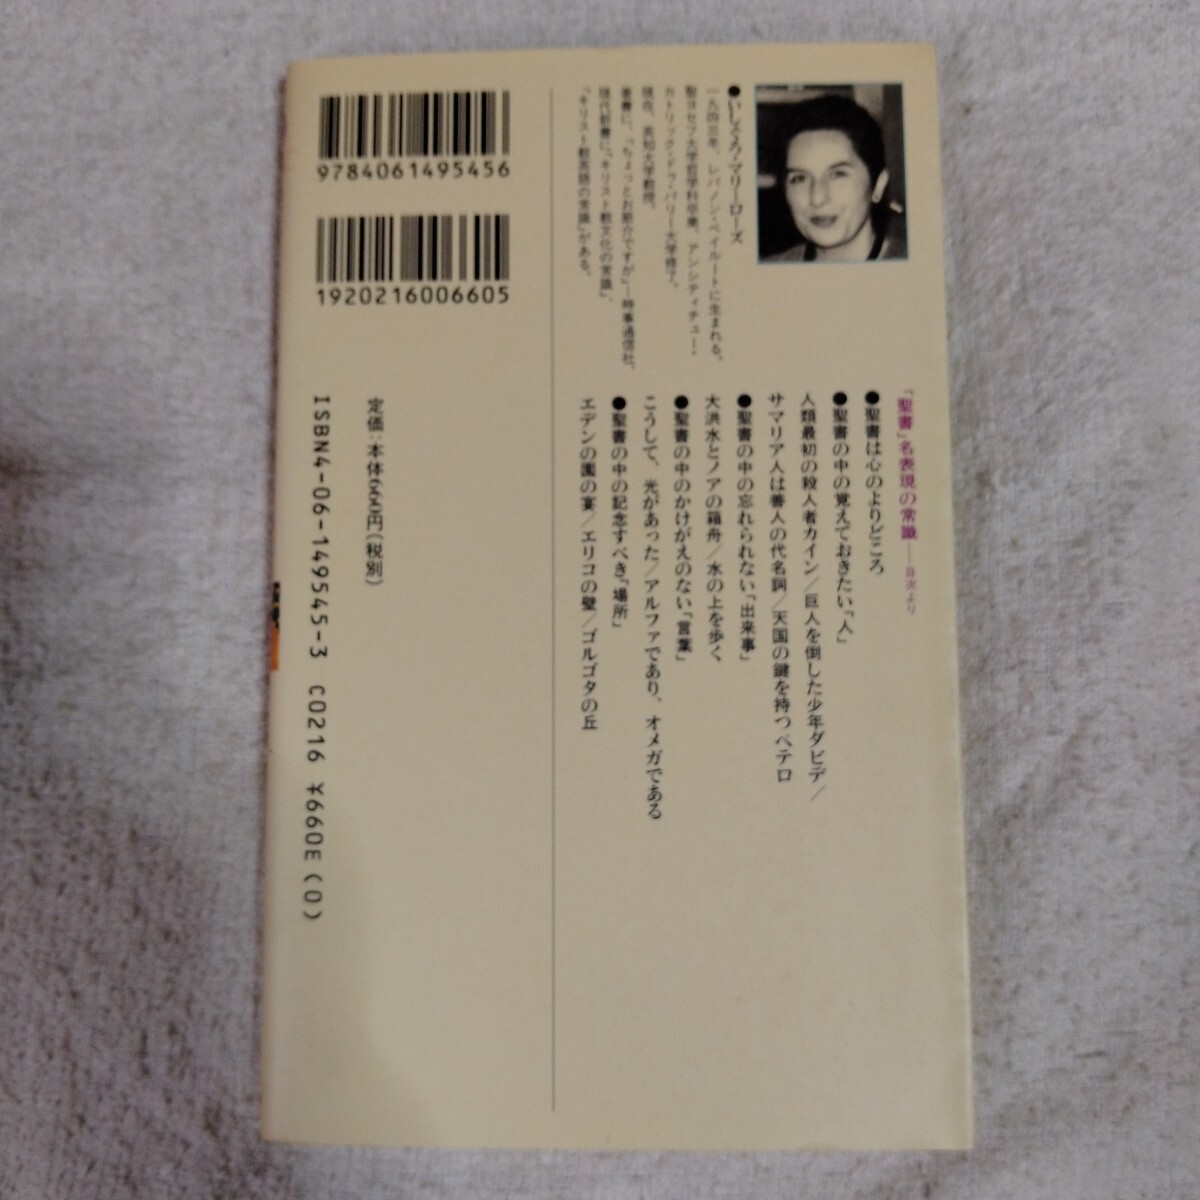 ●いしぐろ・マリーローズ
一九四三年、レバノン・ベイルートに生まれる。
聖ヨセフ大学哲学科卒業、アンシティチュー・
カトリック・ドゥ・パリー大学修了。
現在、英知大学教授。
著書に、『ちょっとお節介ですが』―時事通信社、
現代新書に『キリスト教文化の常識』、
『キリスト教英語の常識』がある。
『聖書』名表現の常識――目次より
●聖書は心のよりどころ
●聖書の中の覚えておきたい「人」
人類最初の殺人者カイン/巨人を倒した少年ダビデ/
サマリア人は善人の代名詞/天国の鍵を持つペテロ
●聖書の中の忘れられない「出来事」
大洪水とノアの箱舟/水の上を歩く
●聖書の中のかけがえのない「言葉」
こうして、光があった/アルファであり、オメガである
●聖書の中の記念すべき「場所」
エデンの園の宴/エリコの壁/ゴルゴタの丘
9784061495456
1920216006605
定価:本体660円(税別)
ISBN4-06-149545-3 C0216 ¥660E (0)